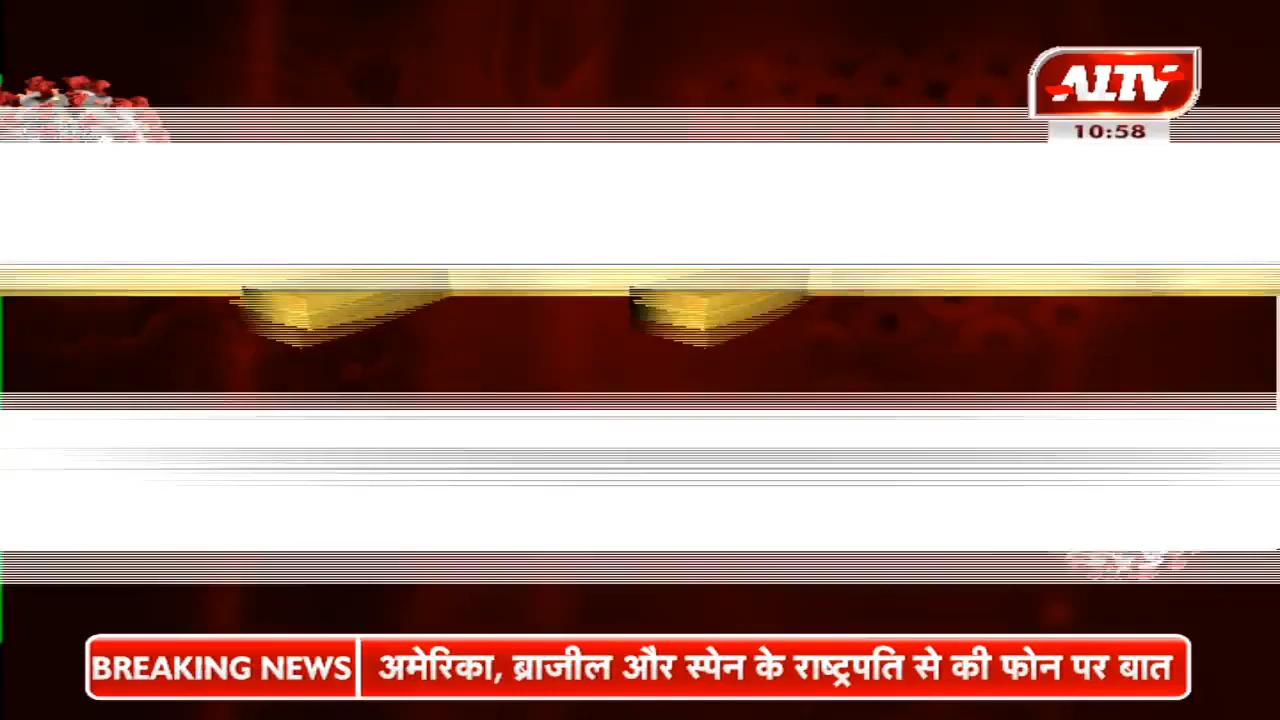 ALTV
10:58
BREAKING NEWS
अमेरिका, ब्राजील और स्पेन के राष्ट्रपति से की फोन पर बात